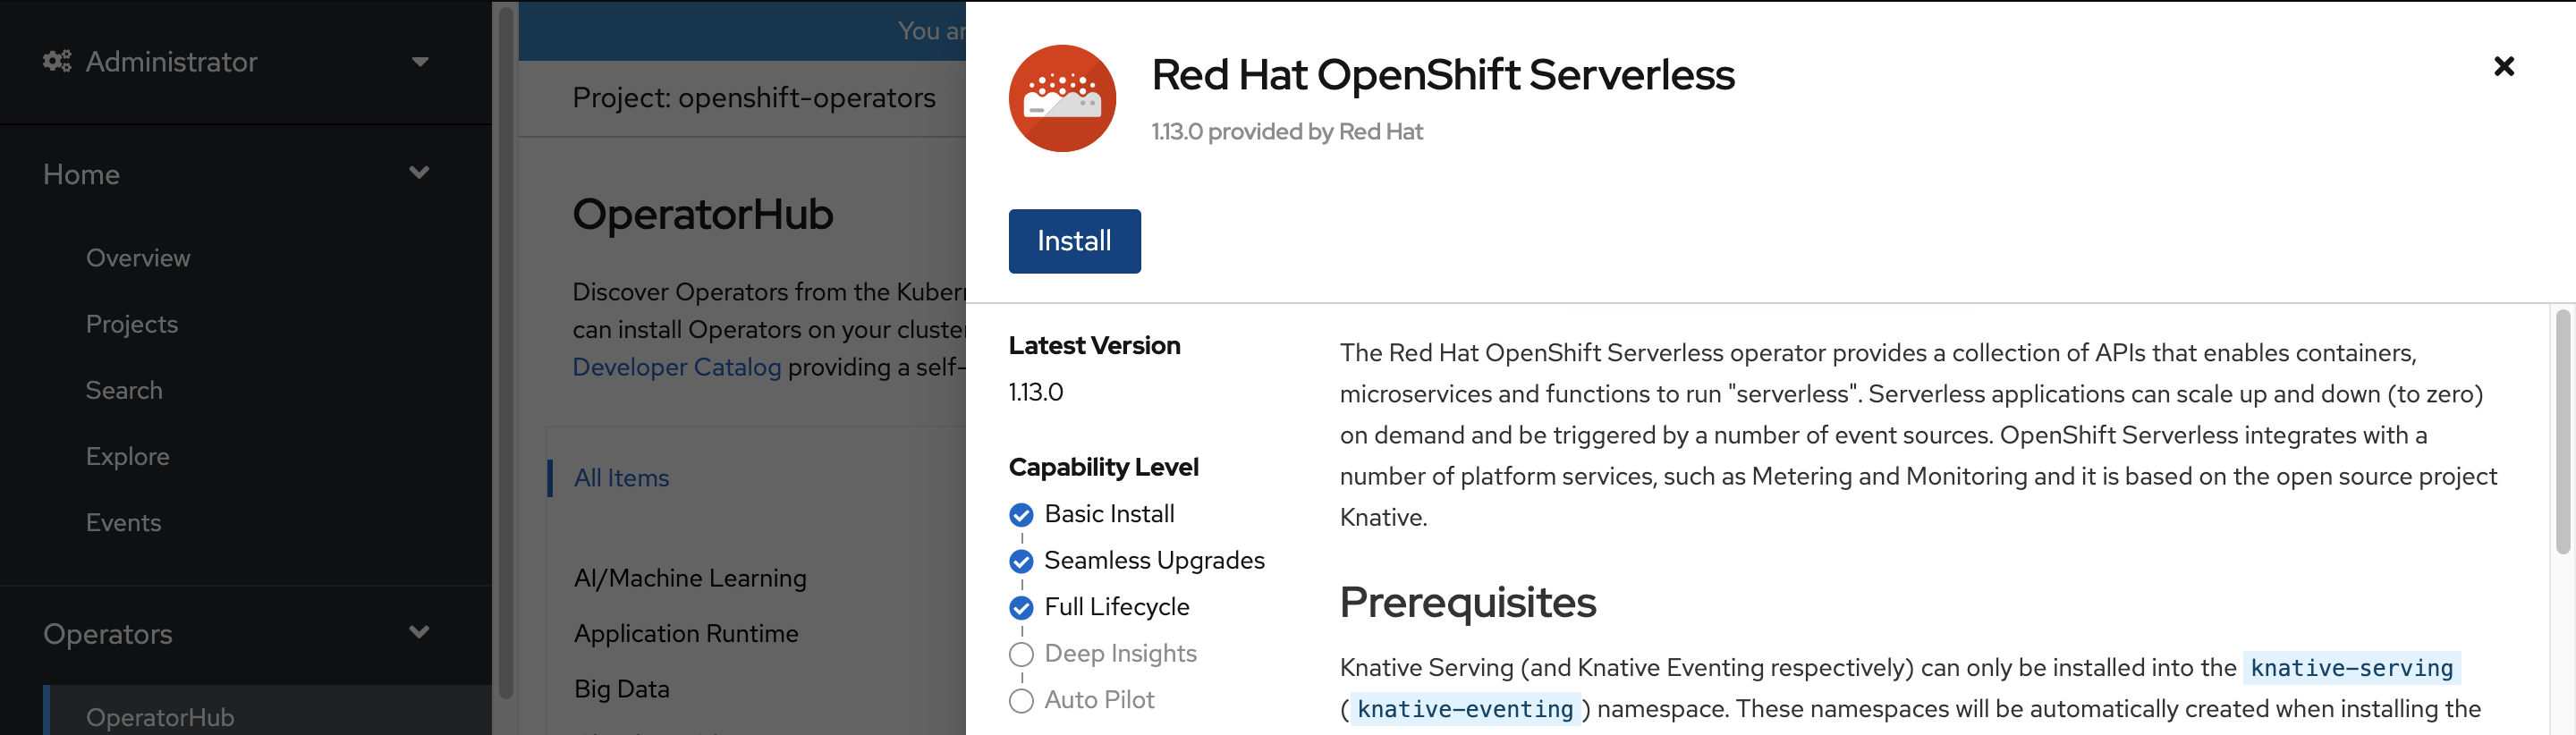 Administrator
Home
Overview
Projects
Search
Explore
Events
Operators
OperatorHub
You ar
Project: openshift-operators
OperatorHub
Discover Operators from the Kubern
can install Operators on your cluster
Developer Catalog providing a self-
All Items
AI/Machine Learning
Application Runtime
Big Data
Red Hat OpenShift Serverless
1.13.0 provided by Red Hat
Install
Latest Version
1.13.0
Capability Level
Basic Install
Seamless Upgrades
Full Lifecycle
Deep Insights
Auto Pilot
The Red Hat OpenShift Serverless operator provides a collection of APIs that enables containers,
microservices and functions to run "serverless". Serverless applications can scale up and down (to zero)
on demand and be triggered by a number of event sources. OpenShift Serverless integrates with a
number of platform services, such as Metering and Monitoring and it is based on the open source project
Knative.
Prerequisites
Knative Serving (and Knative Eventing respectively) can only be installed into the knative-serving
( knative-eventing ) namespace. These namespaces will be automatically created when installing the